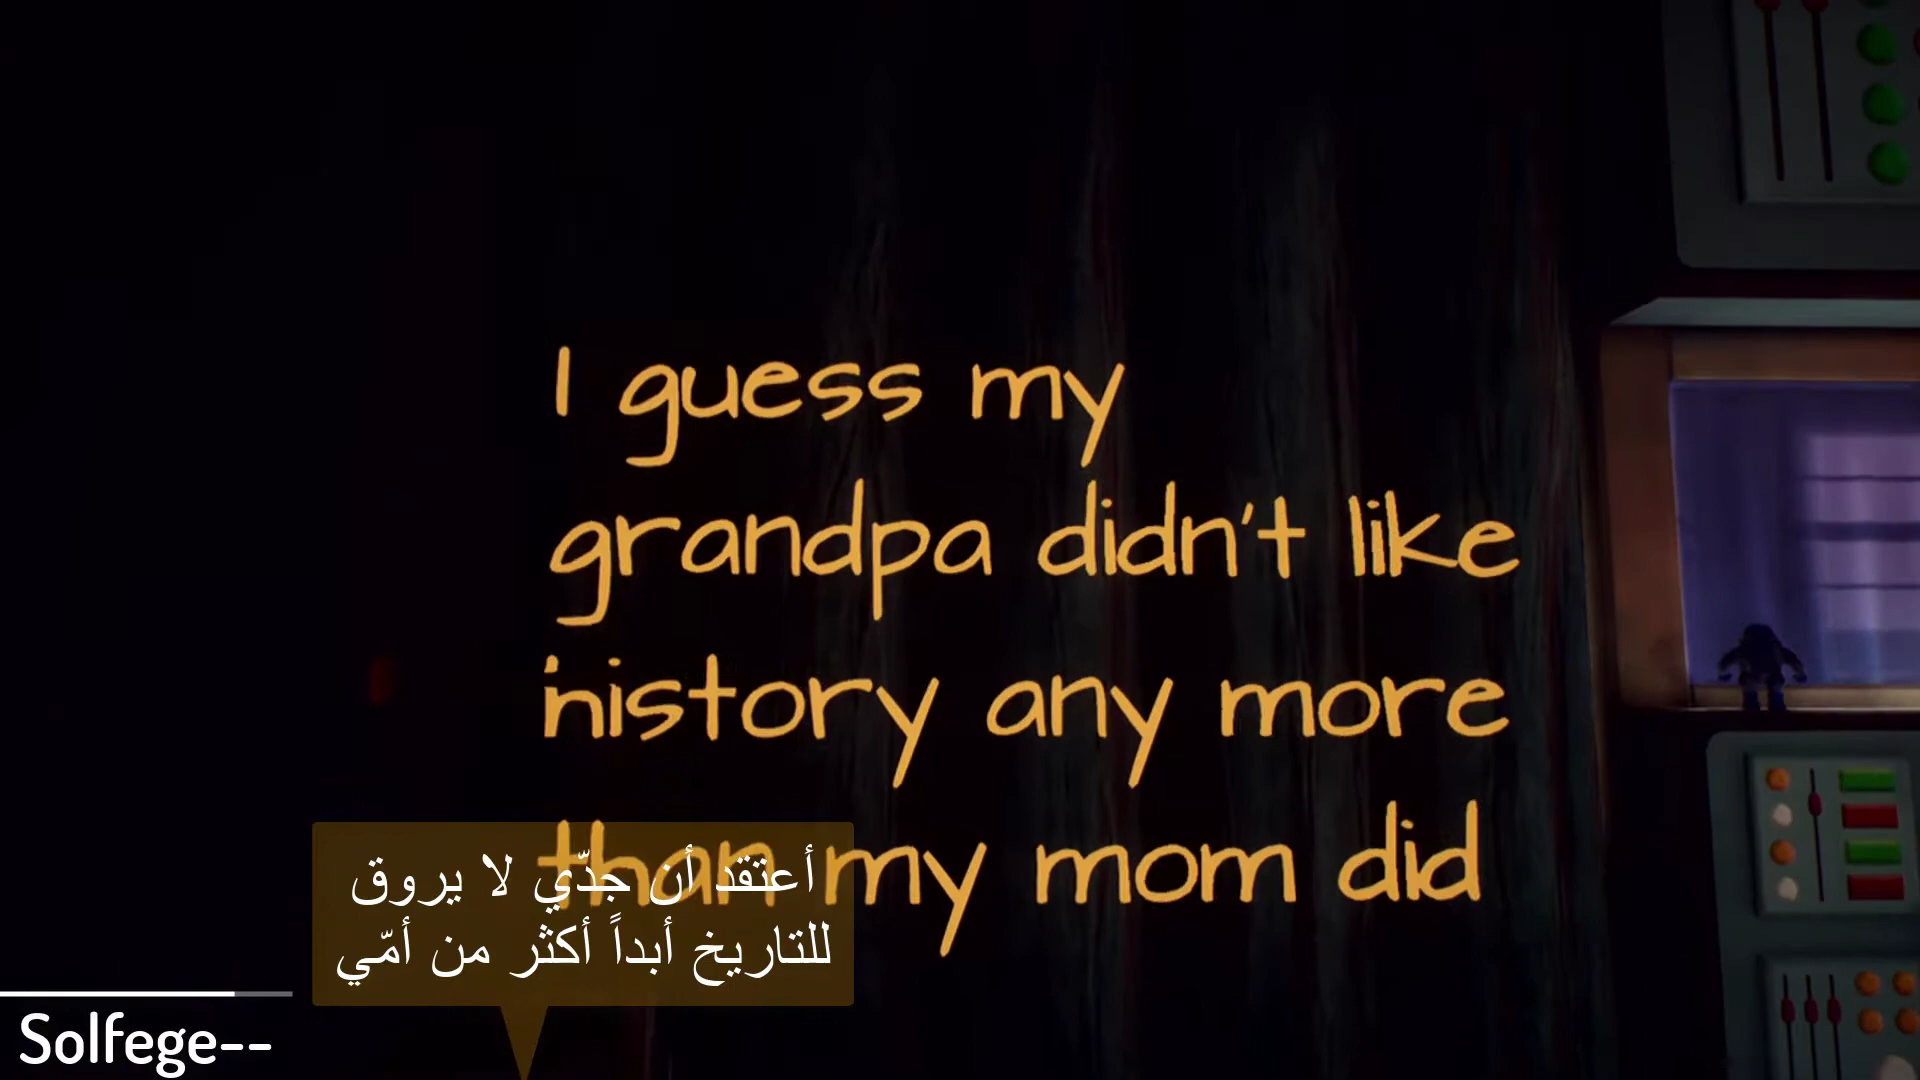 I guess my
grandpa didn't like
history any more
than my mom did
أعتقد أن جدّي لا يروق
للتاريخ أبداً أكثر من أمّي
Solfege--